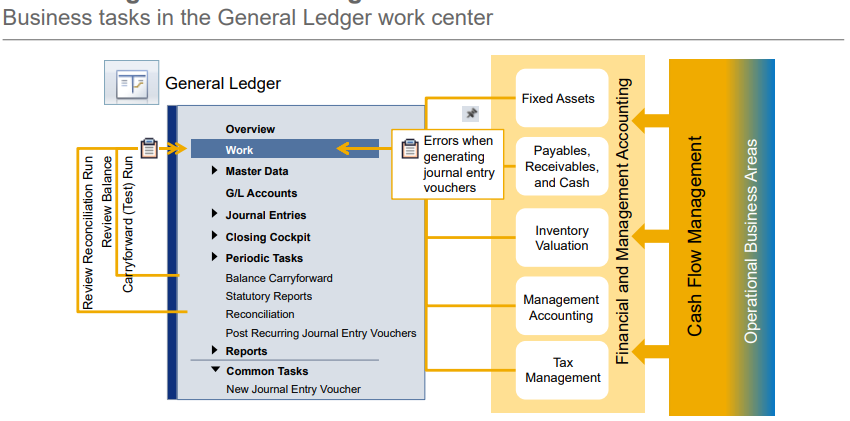 Business tasks in the General Ledger work center
General Ledger
Overview
Work
Master Data
G/L Accounts
Journal Entries
Closing Cockpit
Periodic Tasks
Balance Carryforward
Statutory Reports
Reconciliation
Post Recurring Journal Entry Vouchers
Reports
Common Tasks
New Journal Entry Voucher
Review Reconciliation Run
Review Balance
Carryforward (Test) Run
Errors when
generating
journal entry
vouchers
Fixed Assets
Payables,
Receivables,
and Cash
Inventory
Valuation
Management
Accounting
Tax
Management
Financial and Management Accounting
Cash Flow Management
Operational Business Areas